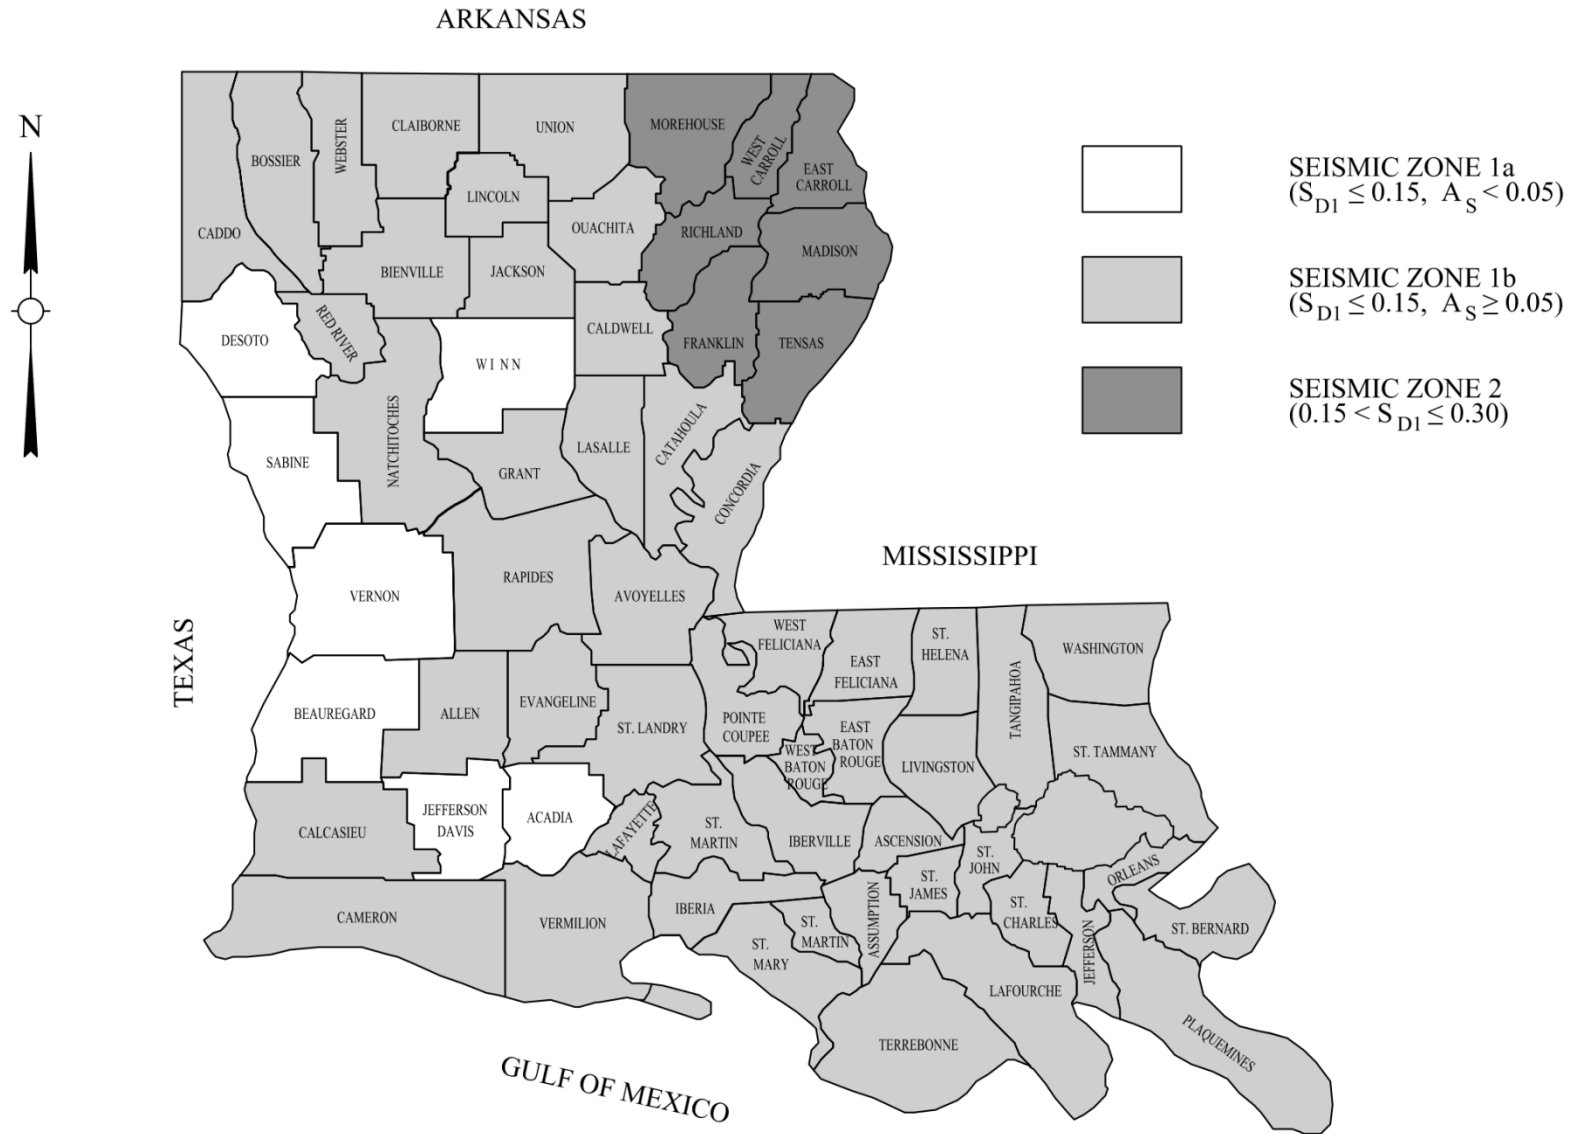 ARKANSAS
N
SEISMIC ZONE 1a
(S_D1 ≤ 0.15, A_S < 0.05)
SEISMIC ZONE 1b
(S_D1 ≤ 0.15, A_S ≥ 0.05)
SEISMIC ZONE 2
(0.15 < S_D1 ≤ 0.30)
CADDO
BOSSIER
WEBSTER
CLAIBORNE
UNION
MOREHOUSE
WEST
CARROLL
EAST
CARROLL
LINCOLN
OUACHITA
RICHLAND
MADISON
BIENVILLE
JACKSON
DESOTO
RED RIVER
WINN
CALDWELL
FRANKLIN
TENSAS
SABINE
NATCHITOCHES
GRANT
LASALLE
CATAHOULA
CONCORDIA
MISSISSIPPI
TEXAS
VERNON
RAPIDES
AVOYELLES
WEST
FELICIANA
EAST
FELICIANA
ST.
HELENA
TANGIPAHOA
WASHINGTON
BEAUREGARD
ALLEN
EVANGELINE
ST. LANDRY
POINTE
COUPEE
WEST
BATON
ROUGE
EAST
BATON
ROUGE
LIVINGSTON
ST. TAMMANY
CALCASIEU
JEFFERSON
DAVIS
ACADIA
LAFAYETTE
ST.
MARTIN
IBERVILLE
ASCENSION
ST.
JAMES
ST.
JOHN
ST.
CHARLES
ORLEANS
CAMERON
VERMILION
IBERIA
ST.
MARTIN
ST.
MARY
ASSUMPTION
JEFFERSON
ST. BERNARD
LAFOURCHE
TERREBONNE
PLAQUEMINES
GULF OF MEXICO